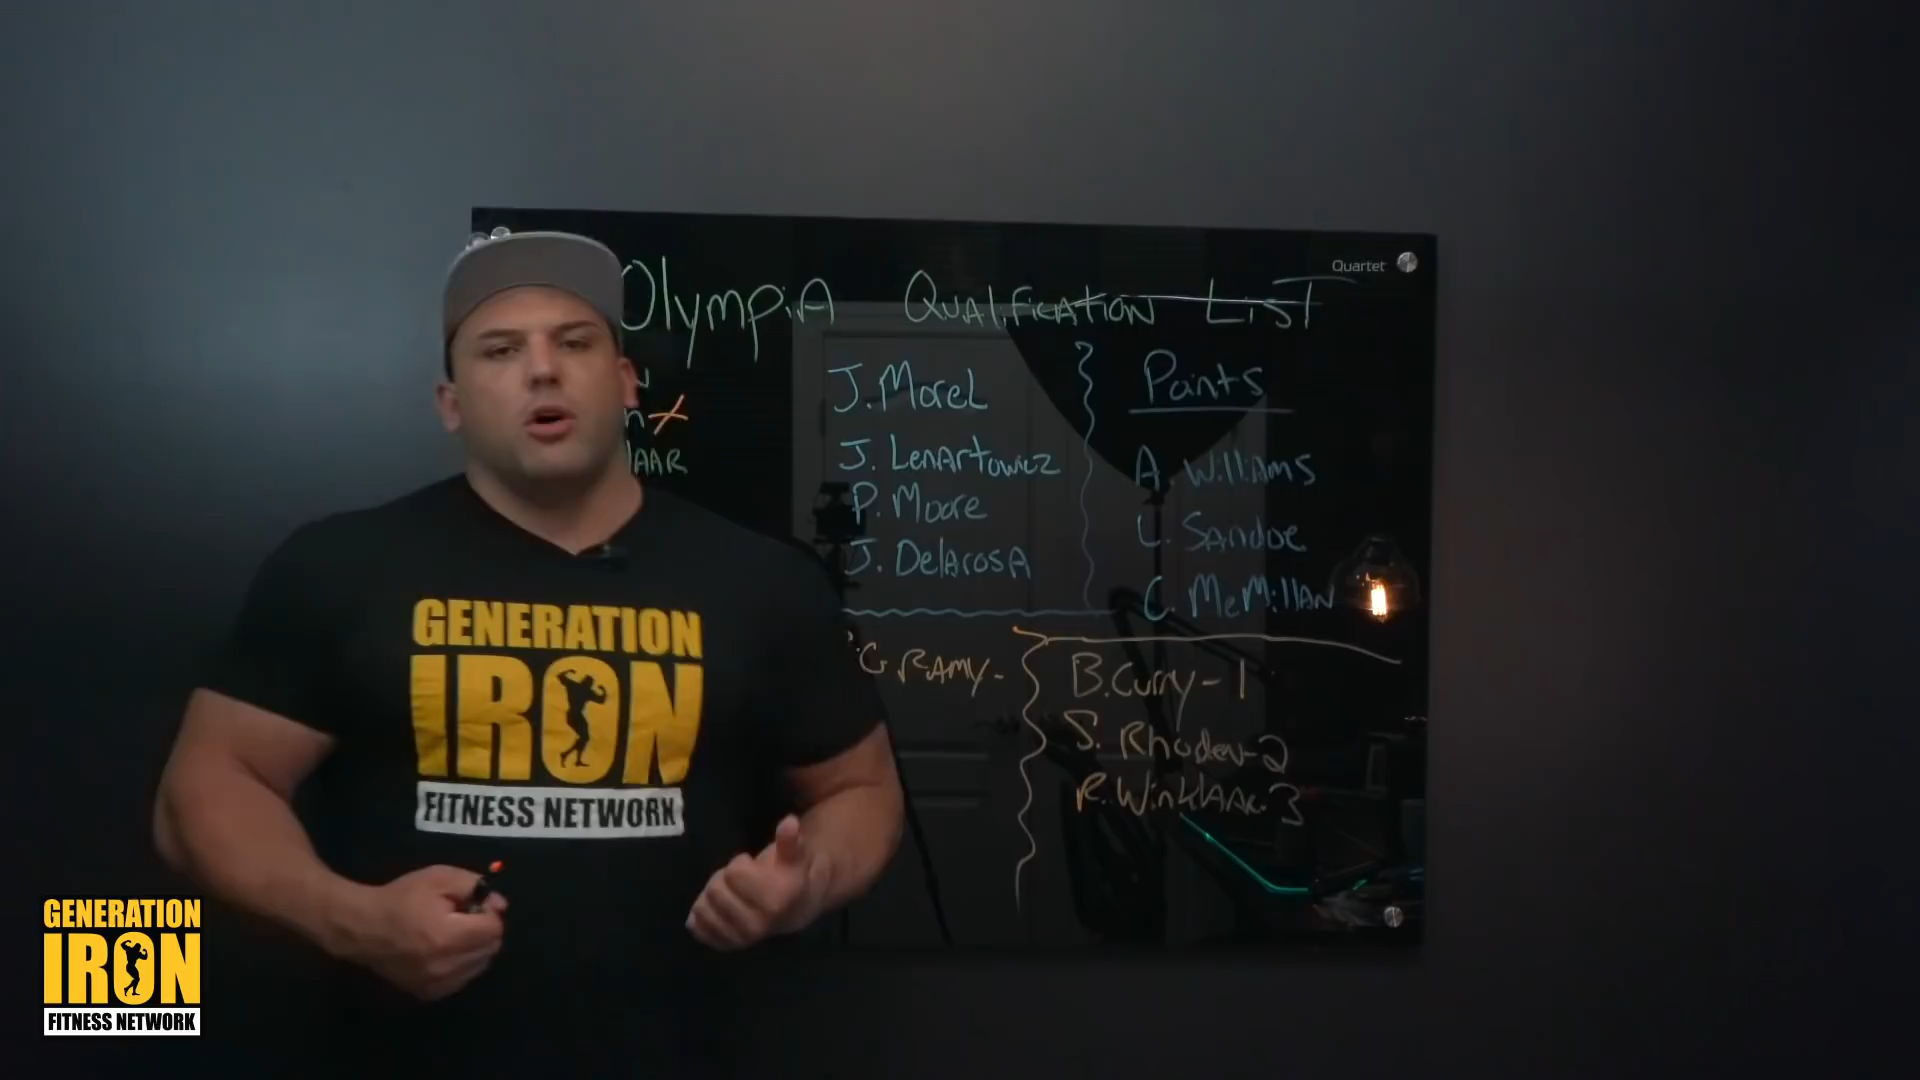 Quartet
OlympiA QualificATiON LiST
J. Morel
J. LenArtowicz
P. Moore
J. DelArosA
Points
A. WilliAms
L. SAndoe
C. McMillAN
G. RAmy-
B. Curry-1
S. Rhoden-2
R. WinklAAr-3
GENERATION
IRON
FITNESS NETWORK
GENERATION
IRON
FITNESS NETWORK